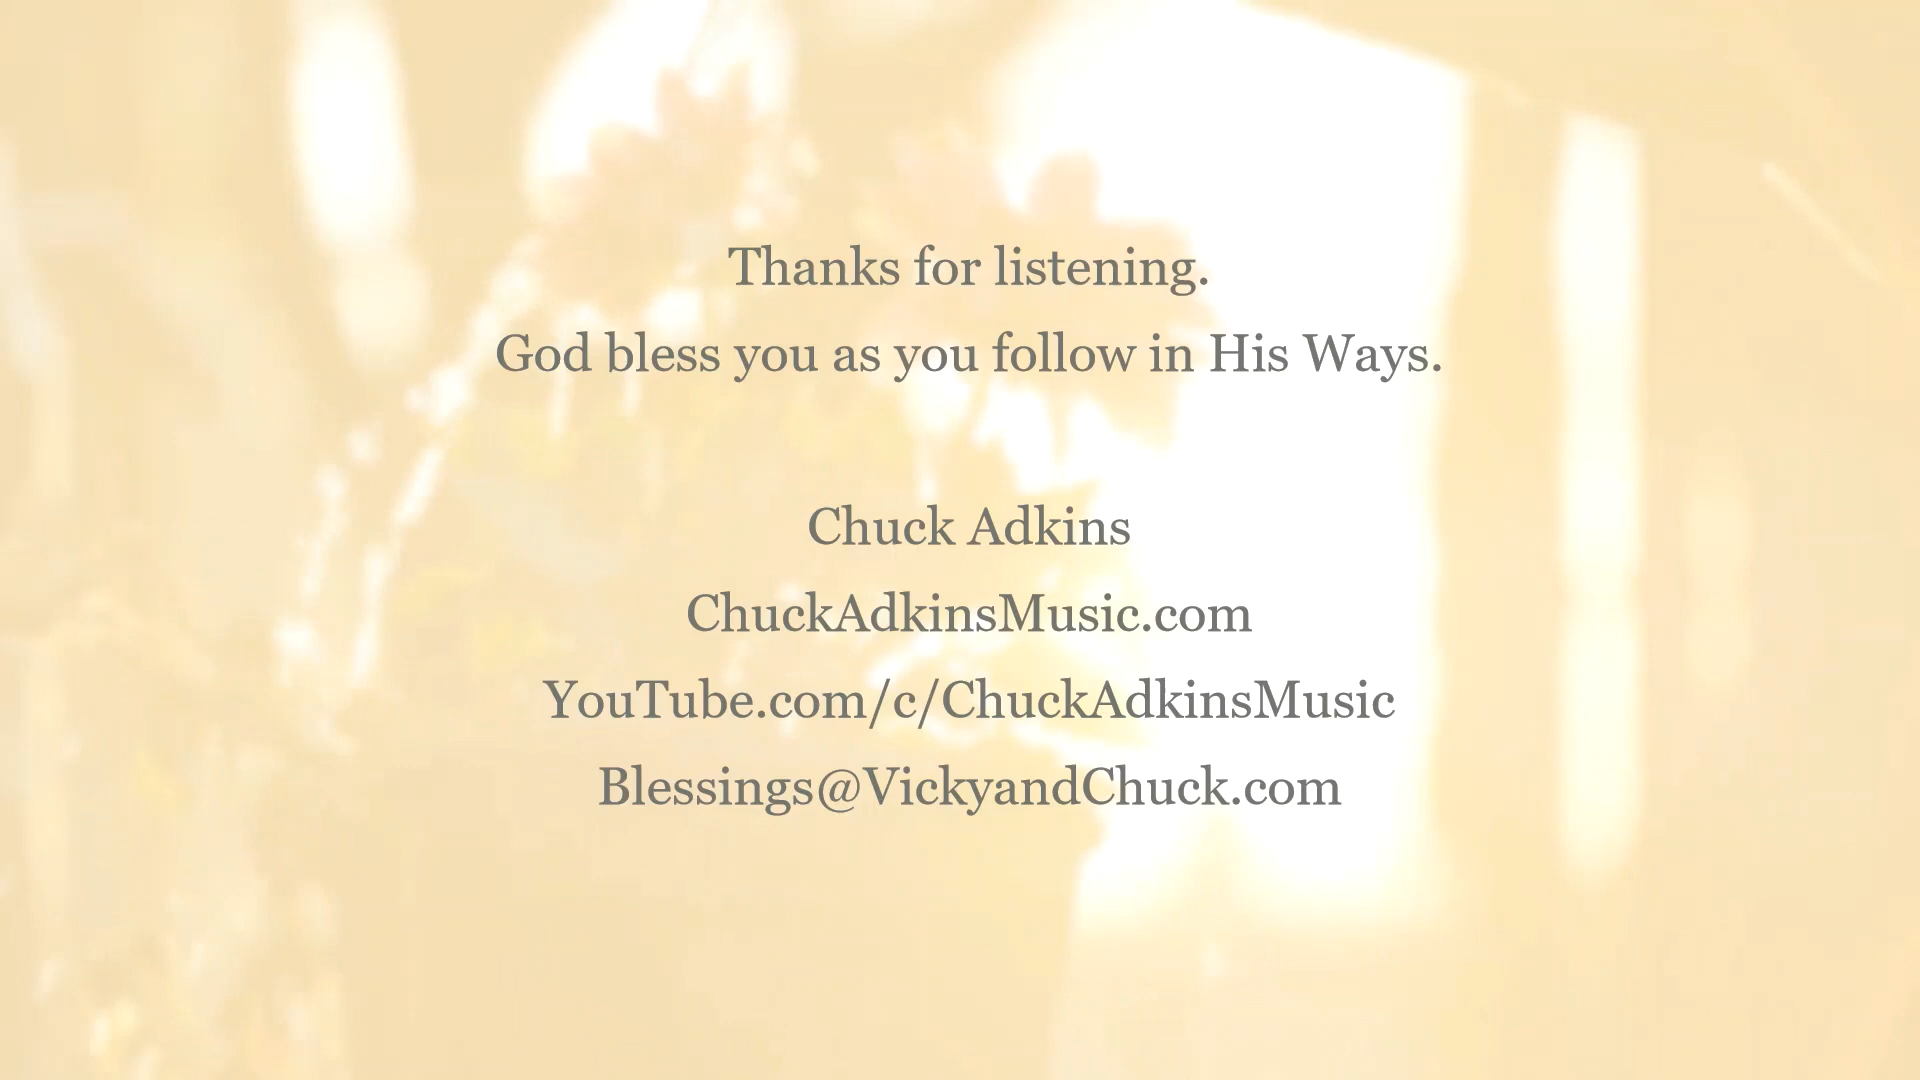 Thanks for listening.
God bless you as you follow in His Ways.
Chuck Adkins
ChuckAdkinsMusic.com
YouTube.com/c/ChuckAdkinsMusic
Blessings@VickyandChuck.com